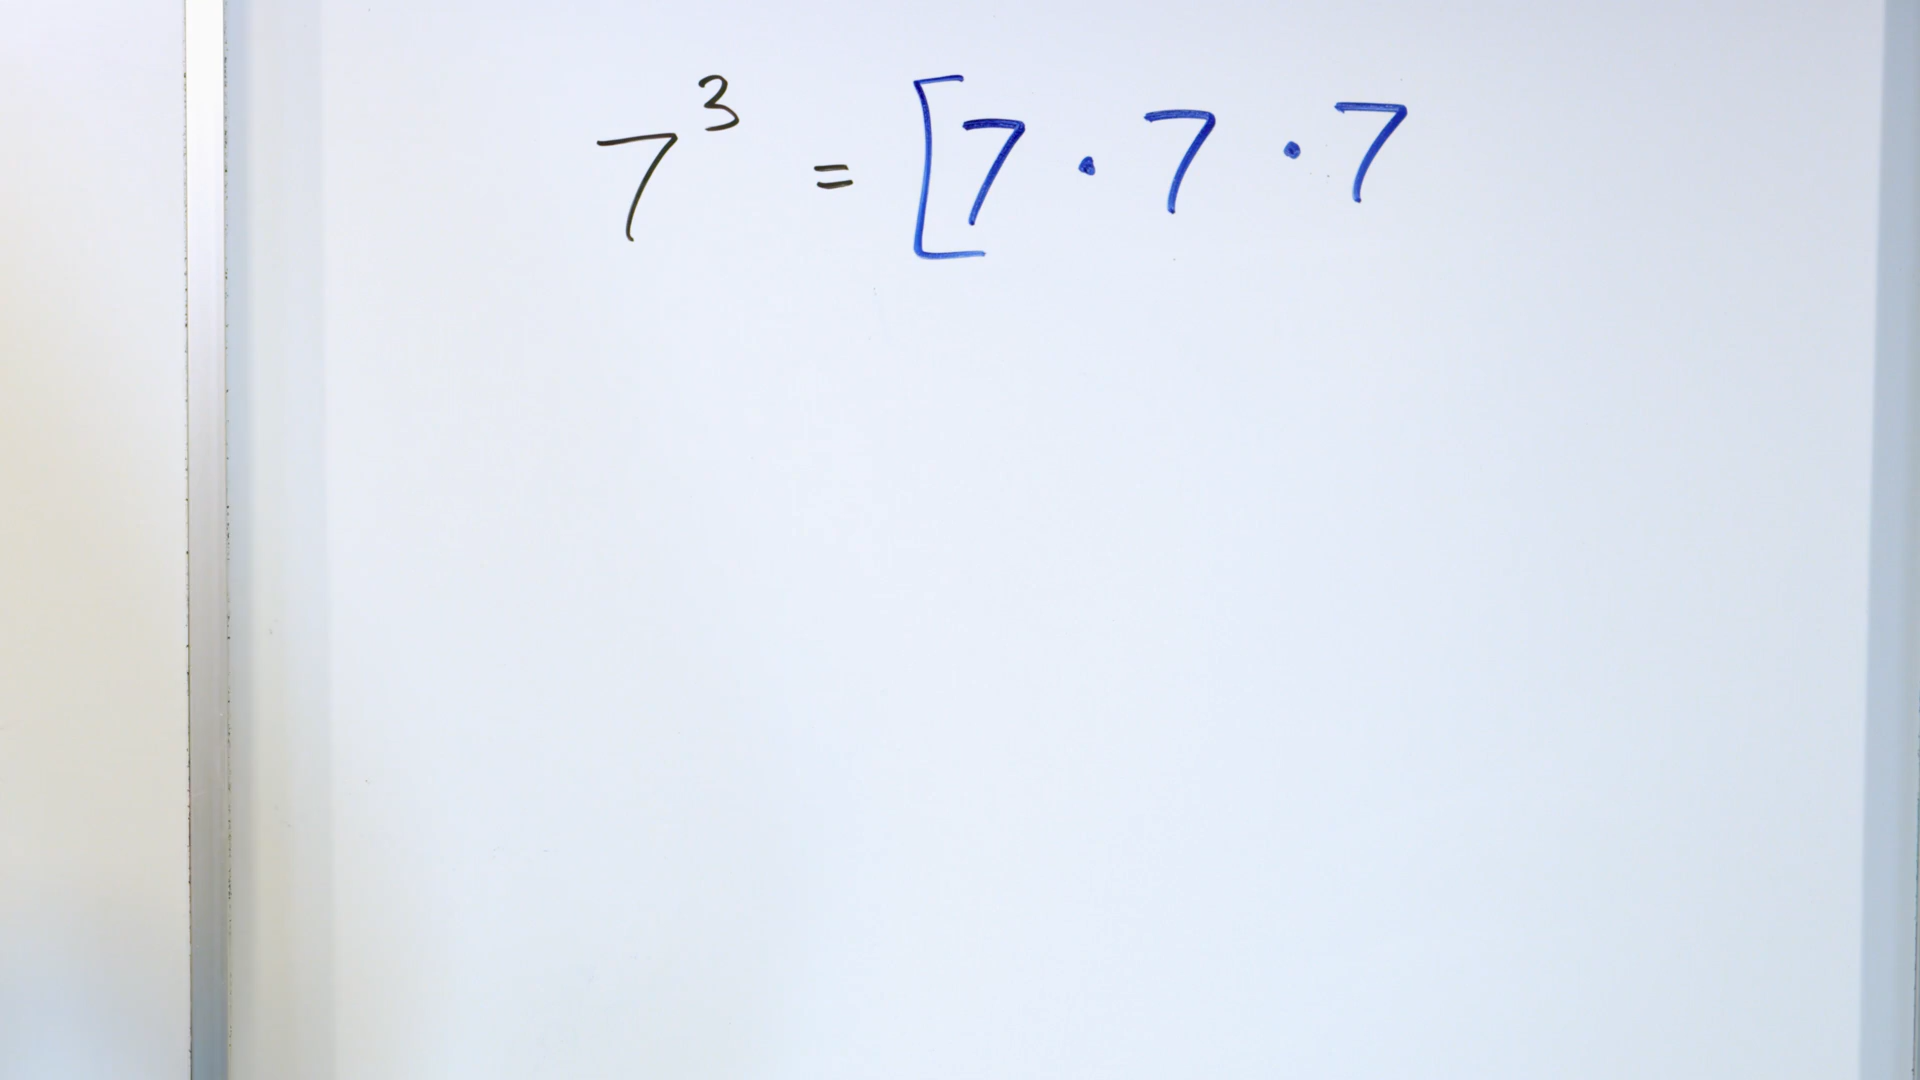 7³ = [7 · 7 · 7